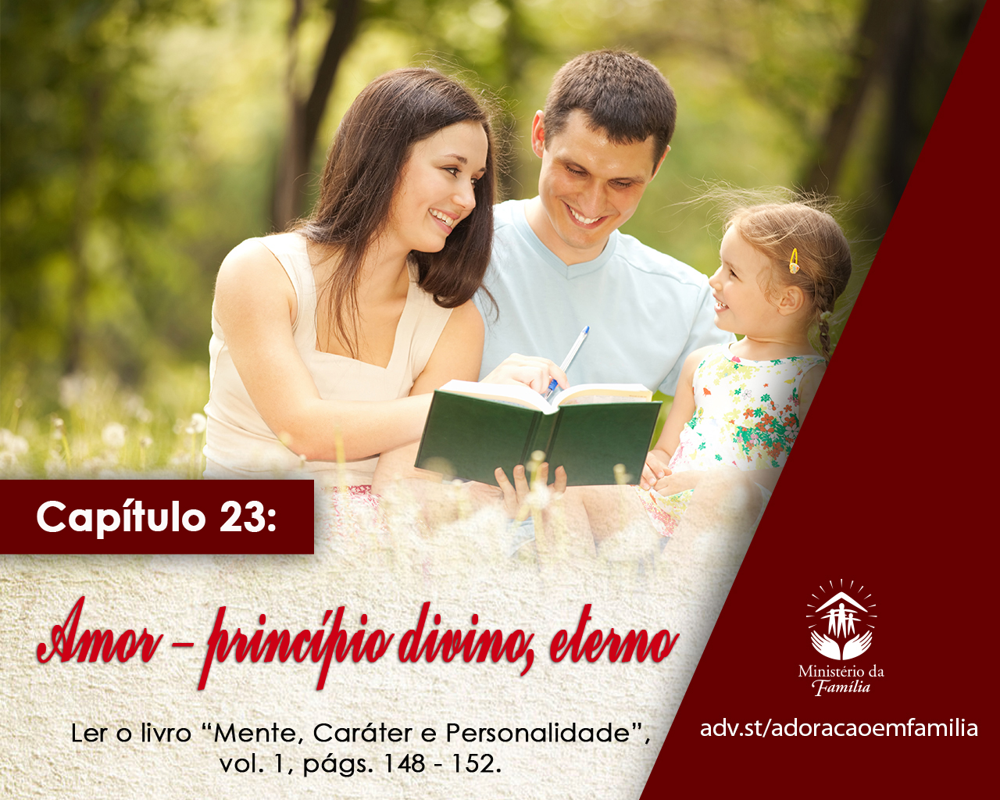 Capítulo 23:
Amor – princípio divino, eterno
Ler o livro “Mente, Caráter e Personalidade”,
vol. 1, págs. 148 - 152.
Ministério da
Família
adv.st/adoracaoemfamilia